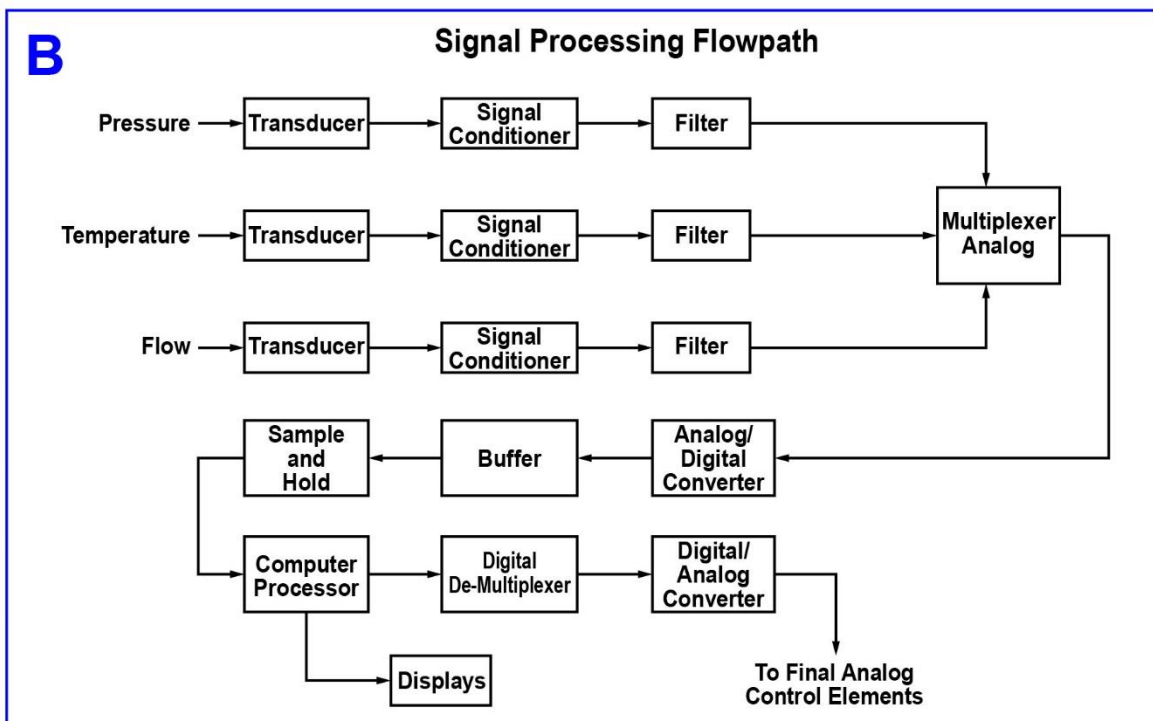 B
Signal Processing Flowpath
Pressure
Transducer
Signal
Conditioner
Filter
Temperature
Transducer
Signal
Conditioner
Filter
Multiplexer
Analog
Flow
Transducer
Signal
Conditioner
Filter
Sample
and
Hold
Buffer
Analog/
Digital
Converter
Computer
Processor
Digital
De-Multiplexer
Digital/
Analog
Converter
Displays
To Final Analog
Control Elements